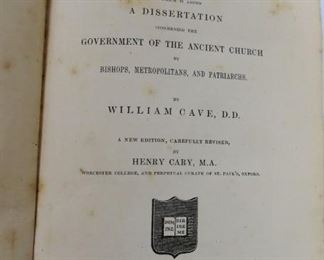 A DISSERTATION
CONCERNING THE
GOVERNMENT OF THE ANCIENT CHURCH
BY
BISHOPS, METROPOLITANS, AND PATRIARCHS.
BY
WILLIAM CAVE, D.D.
A NEW EDITION, CAREFULLY REVISED,
BY
HENRY CARY, M.A.
WORCESTER COLLEGE, AND PERPETUAL CURATE OF ST. PAUL'S, OXFORD.